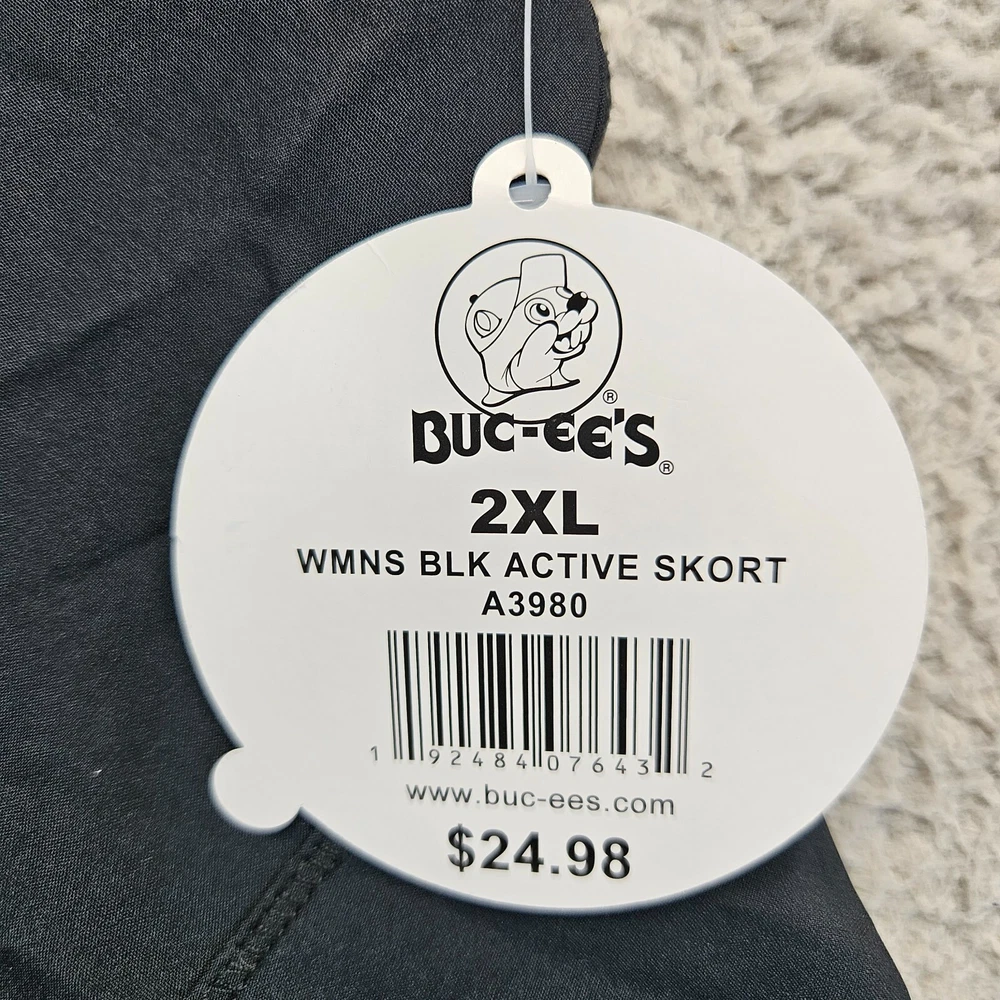 ®
BUC-EE'S®
2XL
WMNS BLK ACTIVE SKORT
A3980
1 92484 07643 2
www.buc-ees.com
$24.98